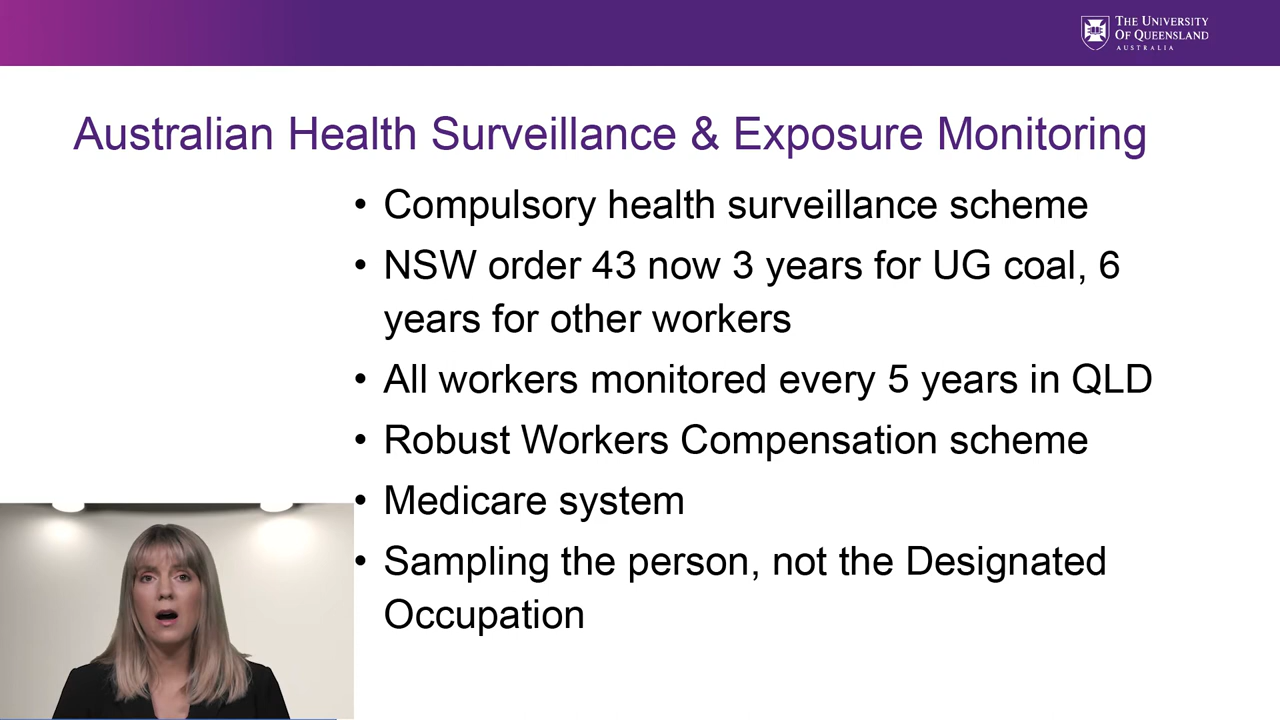 THE UNIVERSITY
OF QUEENSLAND
AUSTRALIA
Australian Health Surveillance & Exposure Monitoring
• Compulsory health surveillance scheme
• NSW order 43 now 3 years for UG coal, 6
years for other workers
• All workers monitored every 5 years in QLD
• Robust Workers Compensation scheme
• Medicare system
• Sampling the person, not the Designated
Occupation